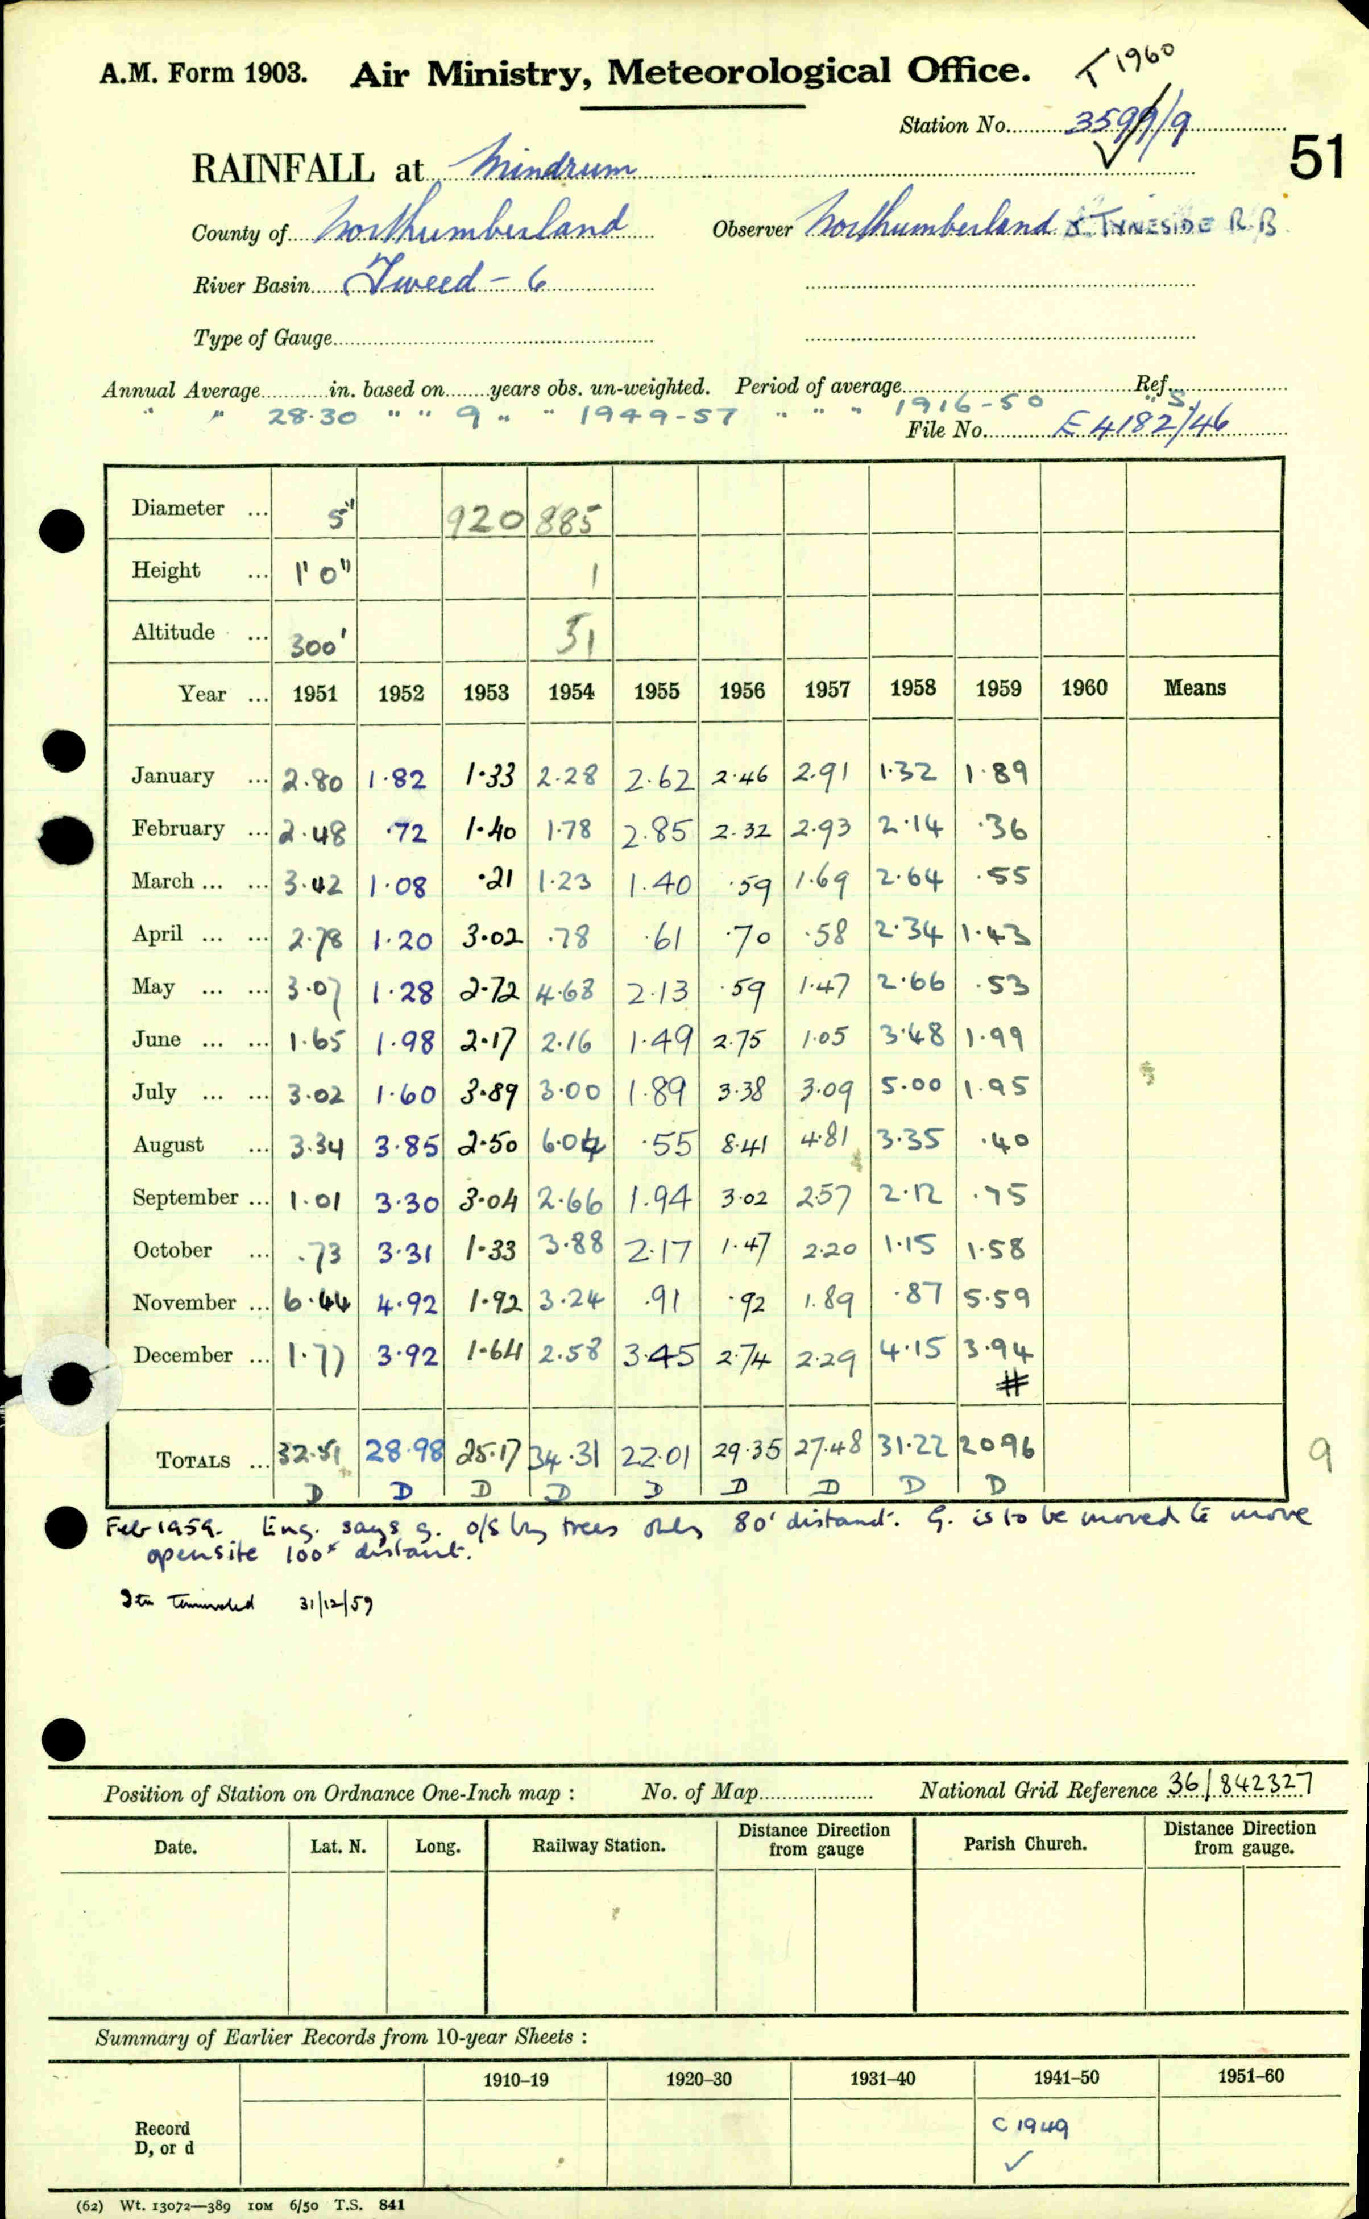 T 1960
A.M. Form 1903. Air Ministry, Meteorological Office.
Station No. 3599/9
51
RAINFALL at Mindrum
County of Northumberland Observer Northumberland & TYNESIDE R B
River Basin Tweed - 6
Type of Gauge
Annual Average in. based on years obs. un-weighted. Period of average Ref.
" " 28.30 " " 9 " " 1949-57 " " " 1916-50 " S.
File No. E 4182/46
Diameter ... 5" 920 885
Height ... 1' 0" 1
Altitude ... 300' 51
Year ... 1951 1952 1953 1954 1955 1956 1957 1958 1959 1960 Means
January ... 2.80 1.82 1.33 2.28 2.62 2.46 2.91 1.32 1.89
February ... 2.48 .72 1.40 1.78 2.85 2.32 2.93 2.14 .36
March ... ... 3.42 1.08 .21 1.23 1.40 .59 1.69 2.64 .55
April ... ... 2.78 1.20 3.02 .78 .61 .70 .58 2.34 1.43
May ... ... 3.07 1.28 2.72 4.68 2.13 .59 1.47 2.66 .53
June ... ... 1.65 1.98 2.17 2.16 1.49 2.75 1.05 3.48 1.99
July ... ... 3.02 1.60 3.89 3.00 1.89 3.38 3.09 5.00 1.95
August ... 3.34 3.85 2.50 6.04 .55 8.41 4.81 3.35 .40
September ... 1.01 3.30 3.04 2.66 1.94 3.02 2.57 2.12 .75
October ... .73 3.31 1.33 3.88 2.17 1.47 2.20 1.15 1.58
November ... 6.44 4.92 1.92 3.24 .91 .92 1.89 .87 5.59
December ... 1.77 3.92 1.64 2.58 3.45 2.74 2.29 4.15 3.94
#
TOTALS ... 32.51 28.98 25.17 34.31 22.01 29.35 27.48 31.22 20.96 9
D D D D D D D D D
Feb 1959. Eng. says g. o/s by trees only 80' distant. G. is to be moved to more
opensite 100x distant.
Stn Terminated 31/12/59
Position of Station on Ordnance One-Inch map : No. of Map National Grid Reference 36/842327
Date. Lat. N. Long. Railway Station. Distance Direction from gauge Parish Church. Distance Direction from gauge.
Summary of Earlier Records from 10-year Sheets :
1910-19 1920-30 1931-40 1941-50 1951-60
Record
D, or d
C 1949
✓
(62) Wt. 13072—389 10M 6/50 T.S. 841